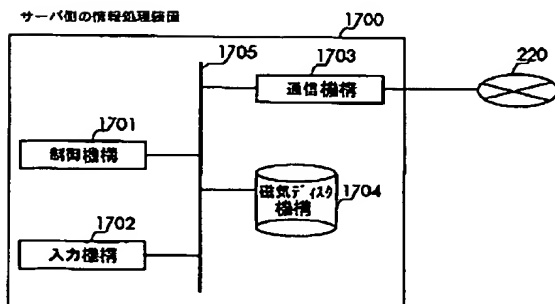 サーバ側の情報処理装置
1700
1705
1703
220
通信機構
1701
制御機構
磁気ディスク
機構
1704
1702
入力機構